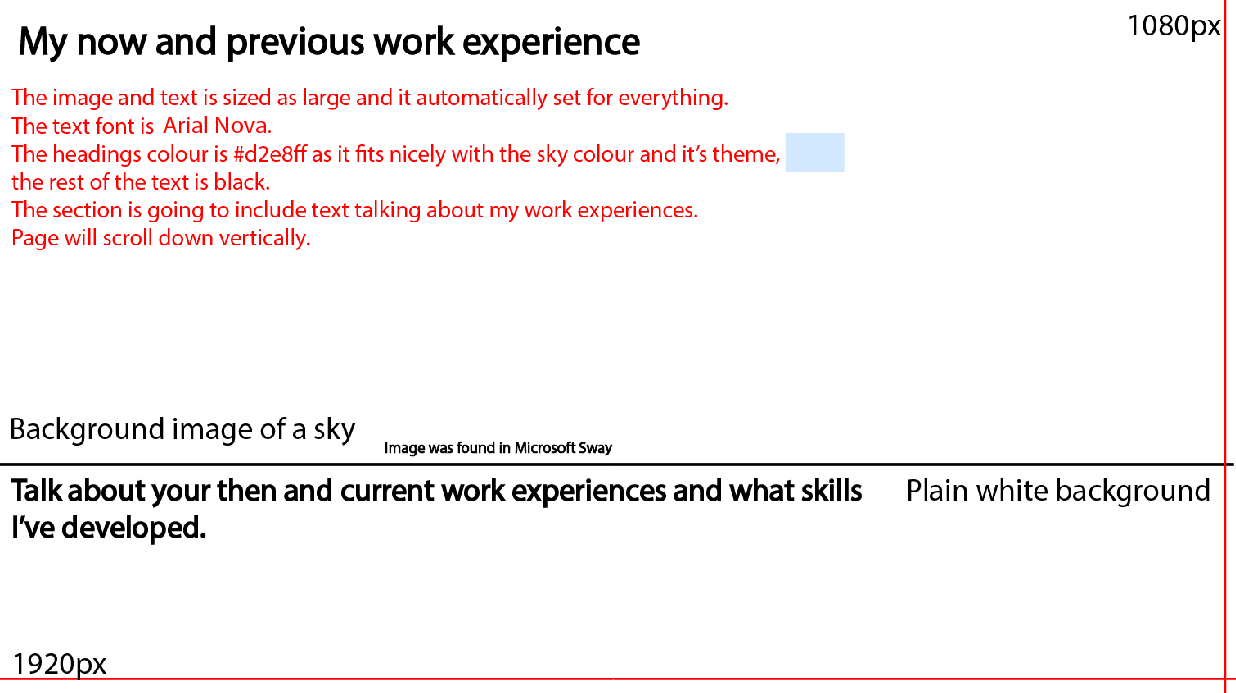 My now and previous work experience
1080px
The image and text is sized as large and it automatically set for everything.
The text font is Arial Nova.
The headings colour is #d2e8ff as it fits nicely with the sky colour and it's theme,
the rest of the text is black.
The section is going to include text talking about my work experiences.
Page will scroll down vertically.
Background image of a sky
Image was found in Microsoft Sway
Talk about your then and current work experiences and what skills
I've developed.
Plain white background
1920px